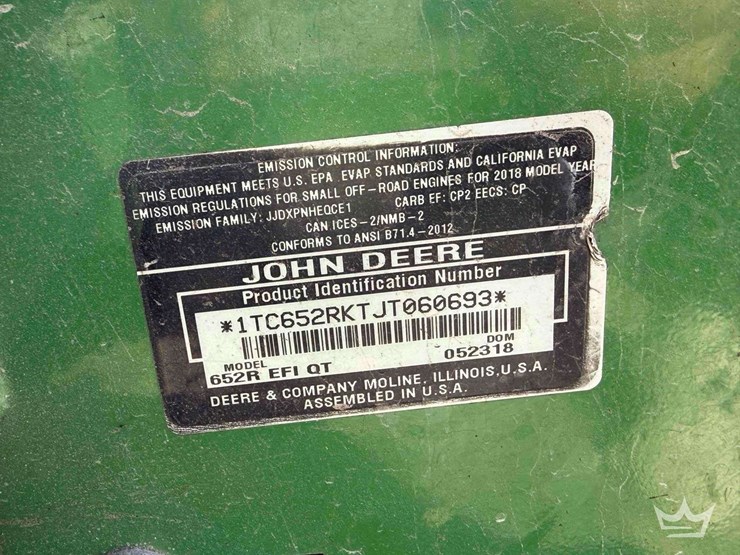 EMISSION CONTROL INFORMATION:
THIS EQUIPMENT MEETS U.S. EPA EVAP STANDARDS AND CALIFORNIA EVAP
EMISSION REGULATIONS FOR SMALL OFF-ROAD ENGINES FOR 2018 MODEL YEAR
EMISSION FAMILY: JJDXPNHEQCE1 CARB EF: CP2 EECS: CP
CAN ICES-2/NMB-2
CONFORMS TO ANSI B71.4-2012
JOHN DEERE
Product Identification Number
*1TC652RKTJT060693*
MODEL DOM
652R EFI QT 052318
DEERE & COMPANY MOLINE, ILLINOIS, U.S.A.
ASSEMBLED IN U.S.A.